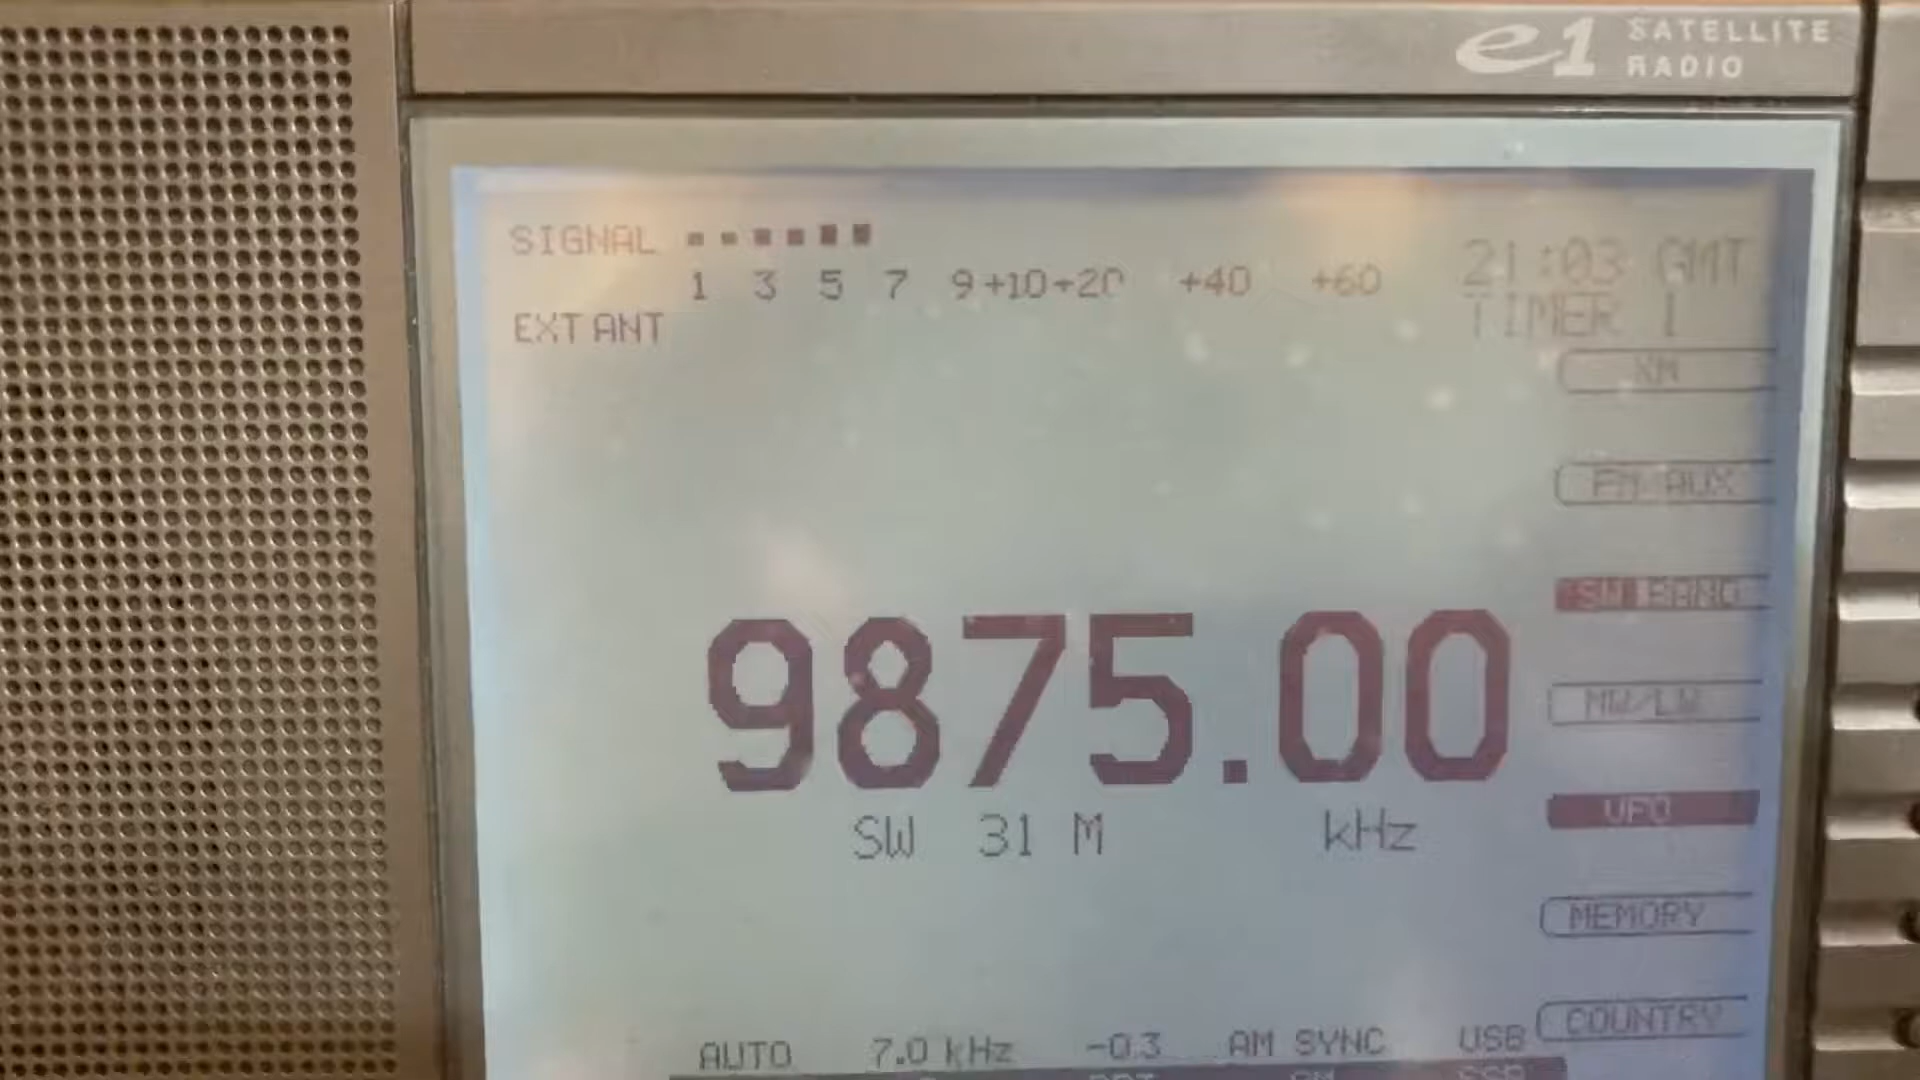 e1 SATELLITE
RADIO
SIGNAL
1 3 5 7 9 +10 +20 +40 +60
EXT ANT
21:03 GMT
TIMER 1
XM
FM/AUX
SW BAND
9875.00
MW/LW
VFO
SW 31 M kHz
MEMORY
COUNTRY
AUTO 7.0 kHz -03 AM SYNC USB